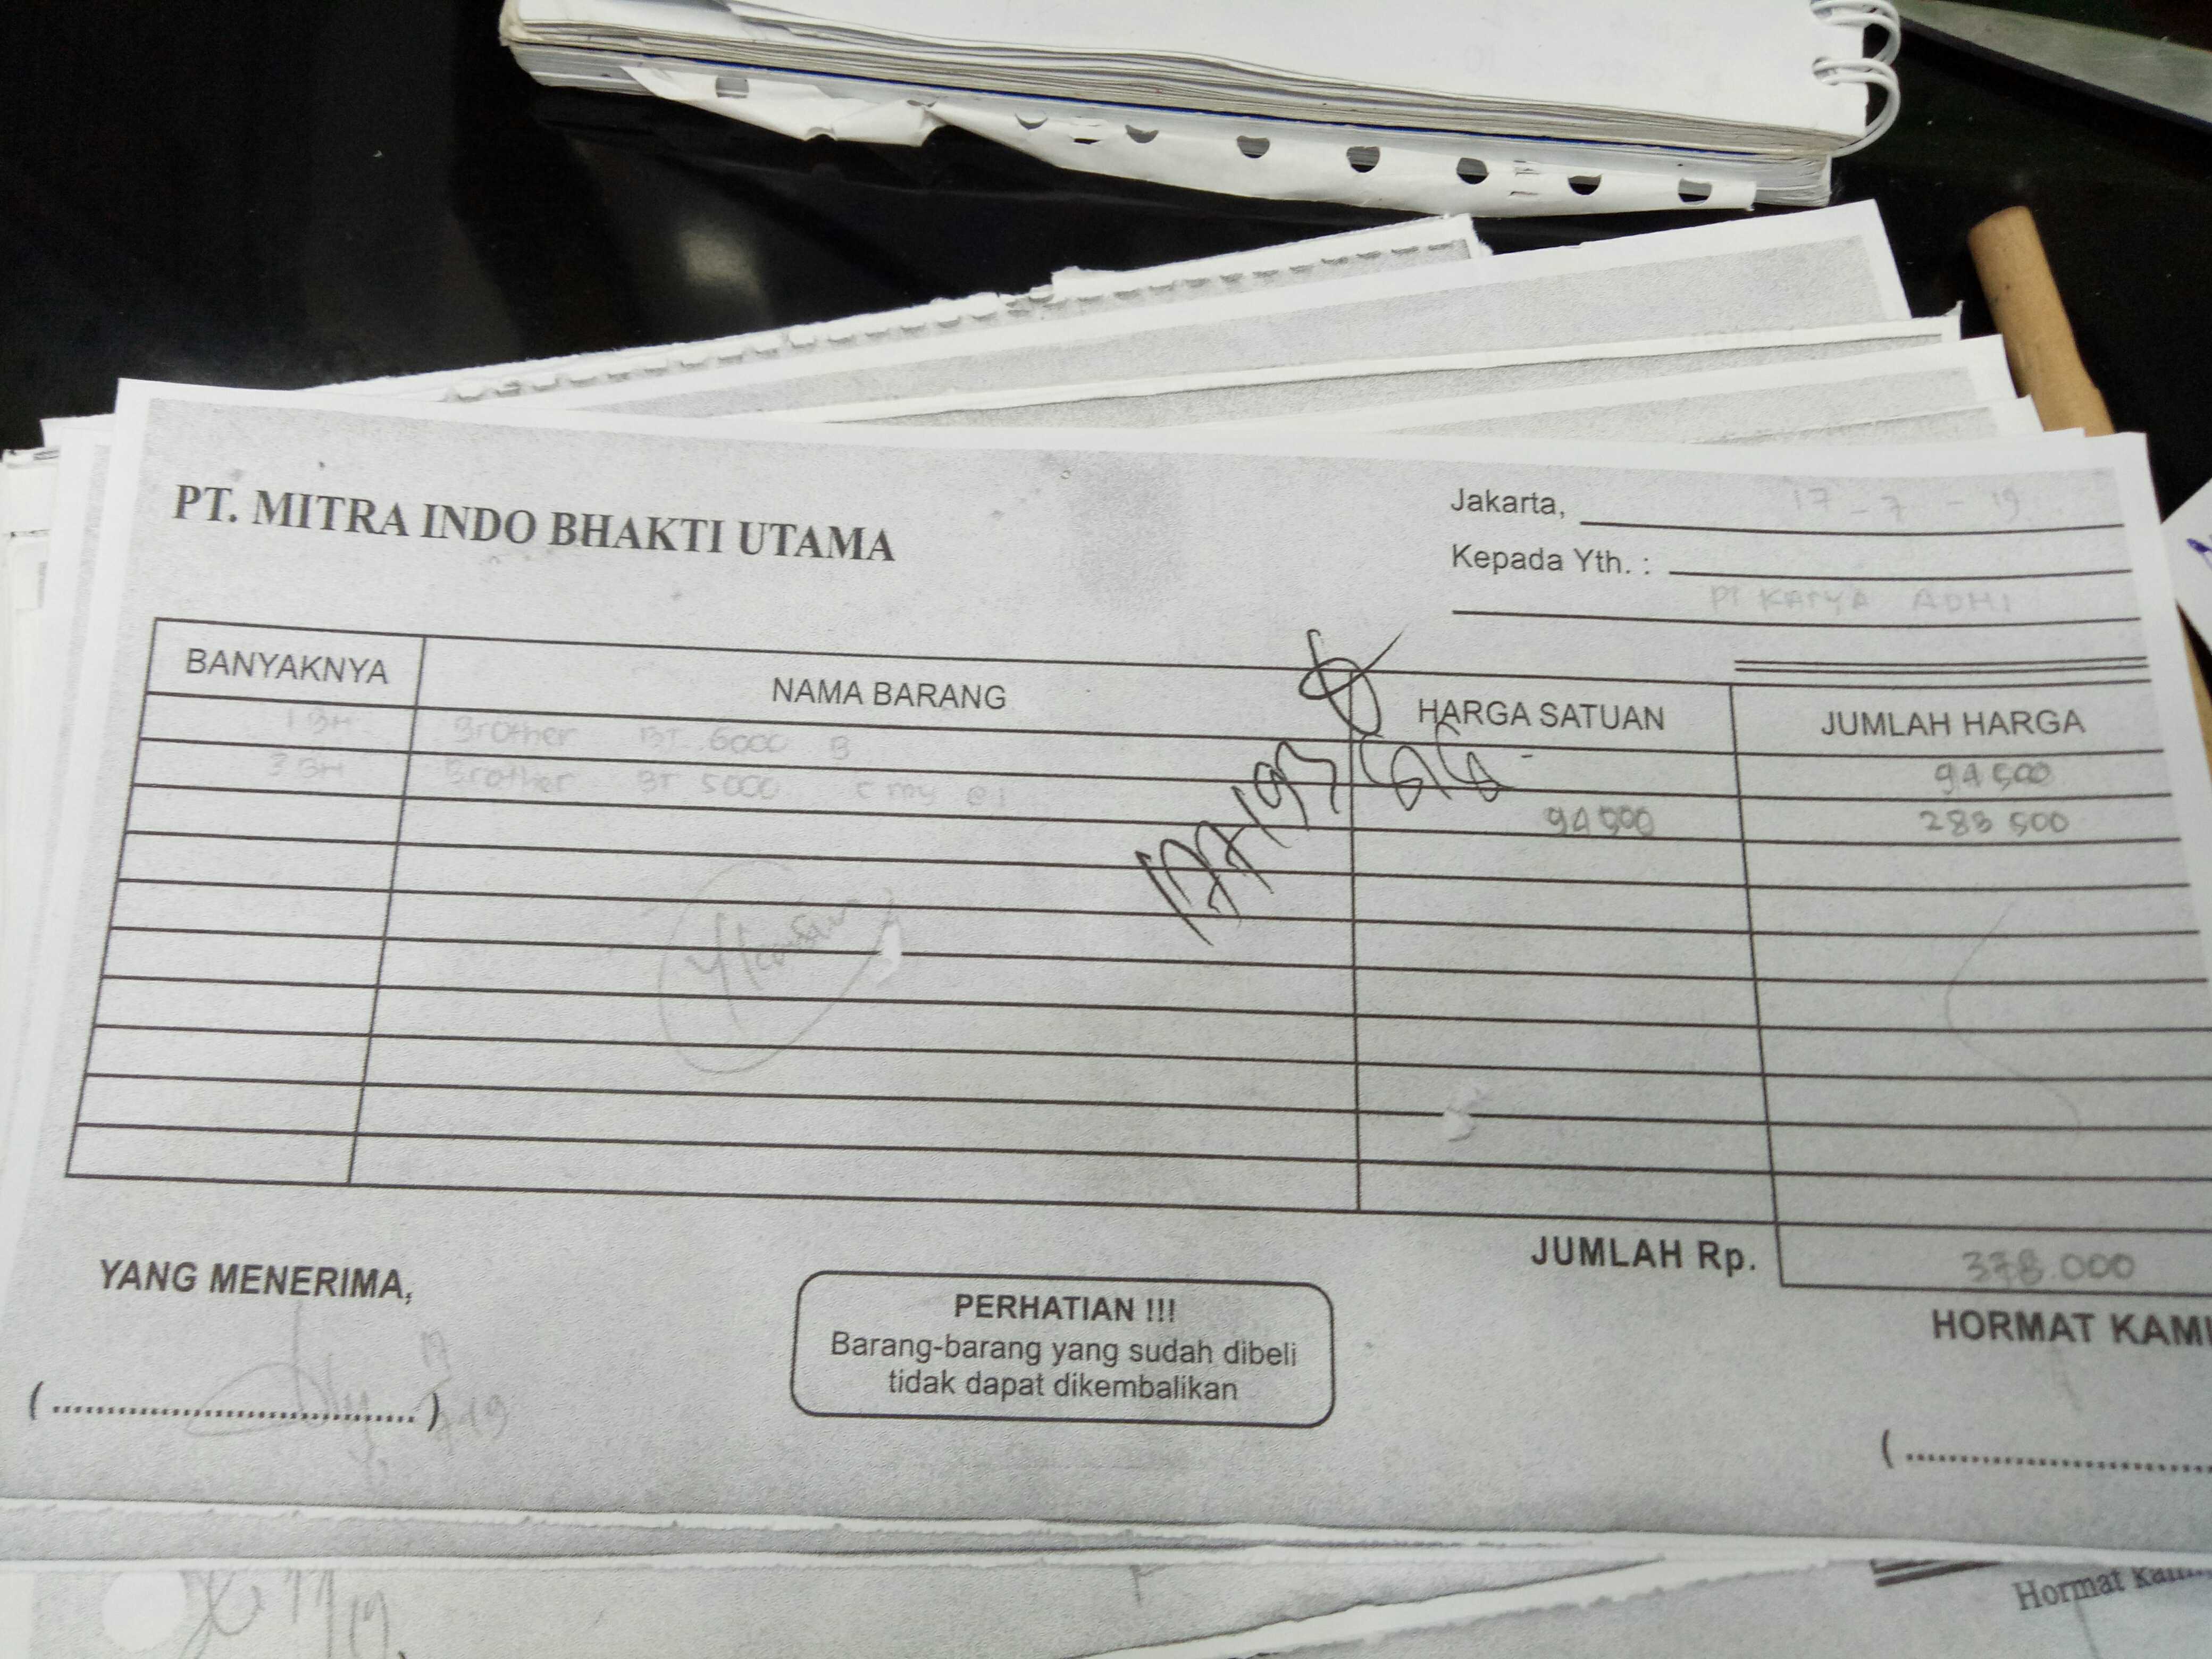 PT. MITRA INDO BHAKTI UTAMA
Jakarta, 17 - 7 - 19
Kepada Yth. :
PT KARYA ADHI
BANYAKNYA NAMA BARANG HARGA SATUAN JUMLAH HARGA
1 BH Brother BT 6000 B 94 500
3 BH Brother BT 5000 c my 94 500 283 500
JUMLAH Rp. 378.000
YANG MENERIMA,
PERHATIAN !!!
Barang-barang yang sudah dibeli
tidak dapat dikembalikan
HORMAT KAMI
Hormat kami